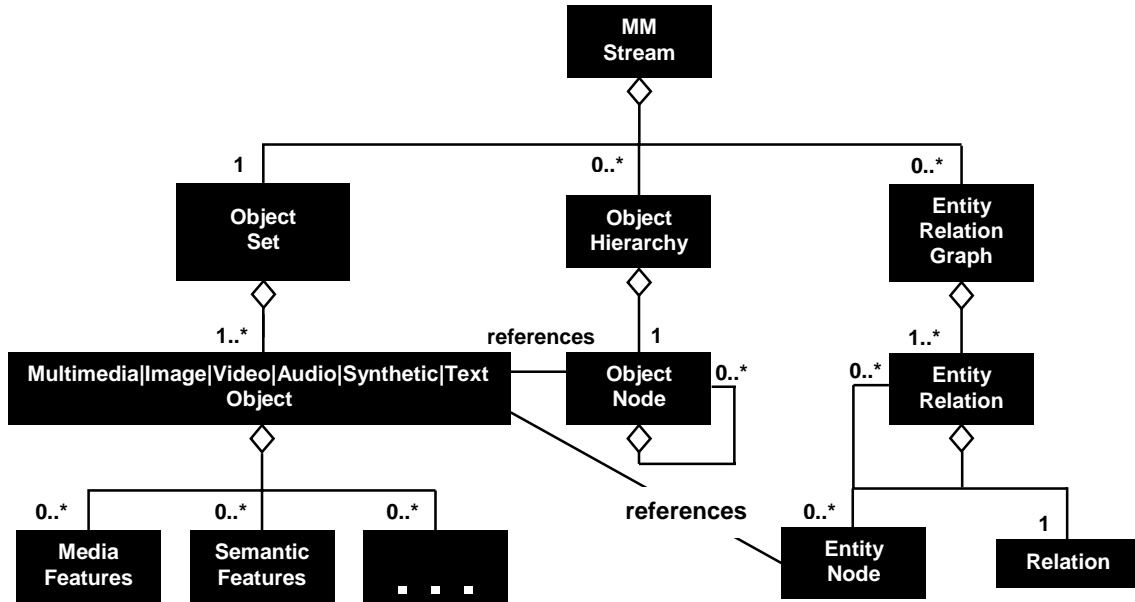 MM
Stream
1
0..*
0..*
Object
Set
Object
Hierarchy
Entity
Relation
Graph
1..*
references
1
1..*
Multimedia|Image|Video|Audio|Synthetic|Text
Object
Object
Node
0..*
0..*
Entity
Relation
0..*
0..*
0..*
references
0..*
1
Media
Features
Semantic
Features
. . .
Entity
Node
Relation